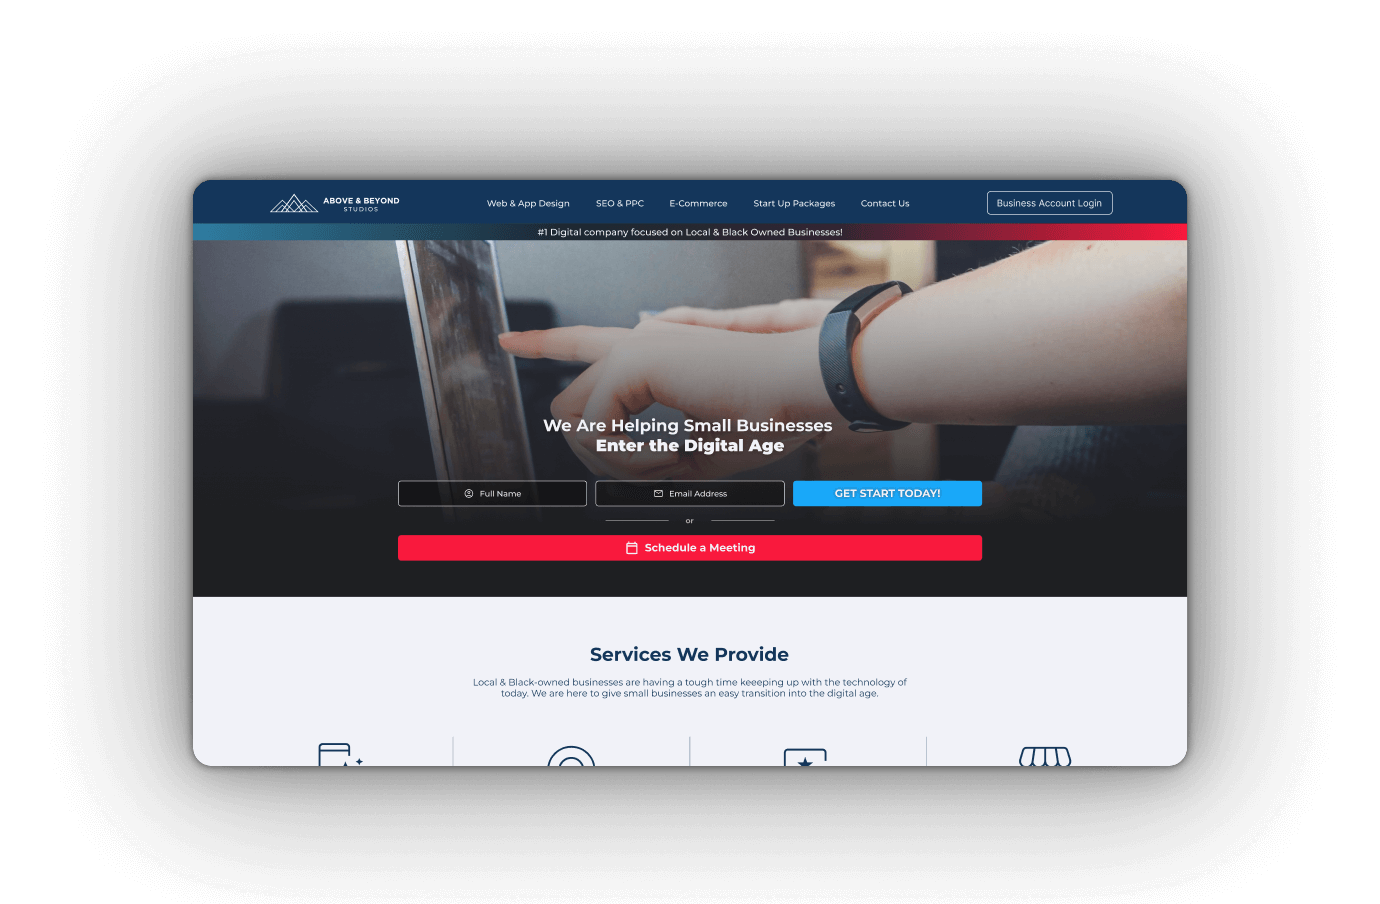 ABOVE & BEYOND
STUDIOS
Web & App Design
SEO & PPC
E-Commerce
Start Up Packages
Contact Us
Business Account Login
#1 Digital company focused on Local & Black Owned Businesses!
We Are Helping Small Businesses
Enter the Digital Age
Full Name
Email Address
GET START TODAY!
or
Schedule a Meeting
Services We Provide
Local & Black-owned businesses are having a tough time keeeping up with the technology of
today. We are here to give small businesses an easy transition into the digital age.